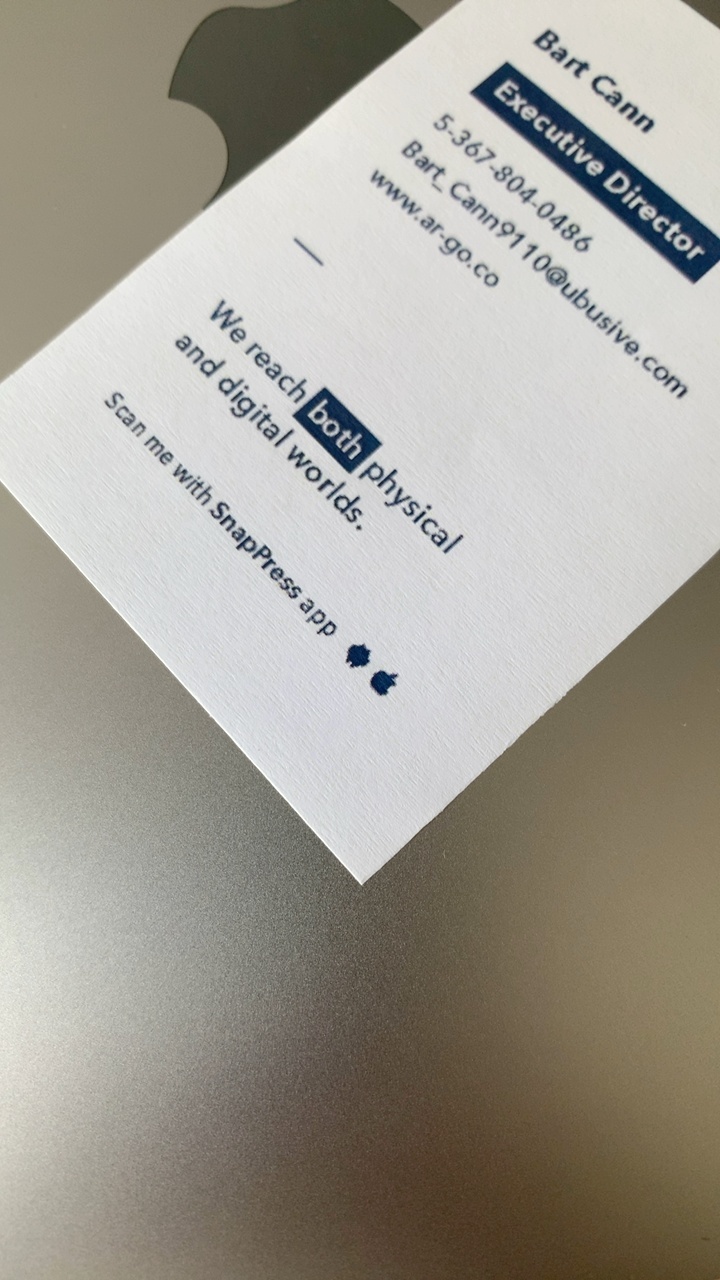 Bart Cann
Executive Director
5-367-804-0486
Bart_Cann9110@ubusive.com
www.ar-go.co
We reach both physical
and digital worlds.
Scan me with SnapPress app